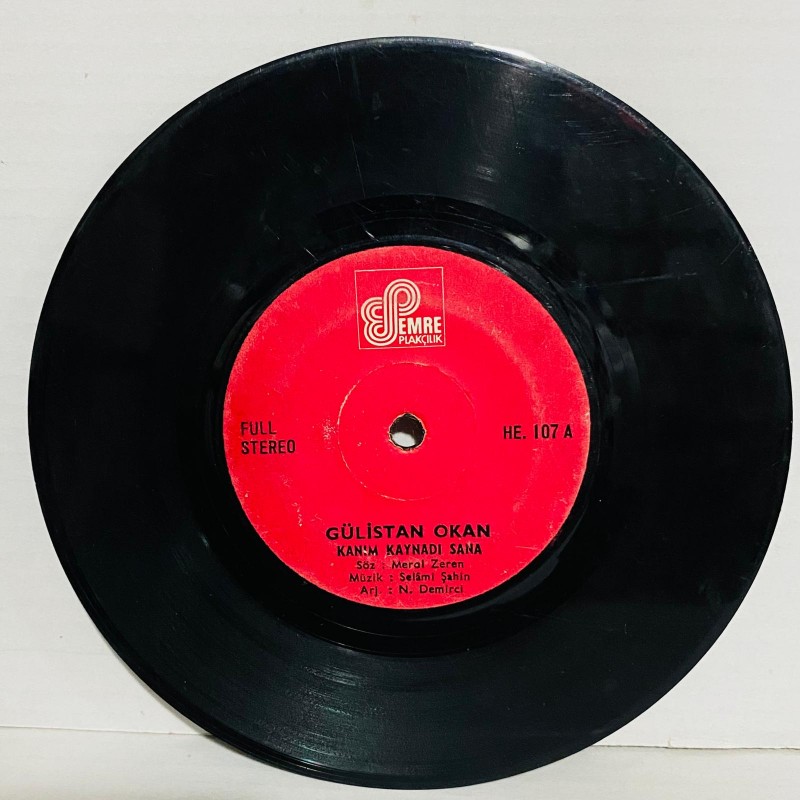 EMRE
PLAKÇILIK
FULL
STEREO
HE. 107 A
GÜLİSTAN OKAN
KANIM KAYNADI SANA
Söz : Meral Zeren
Müzik : Selâmi Şahin
Arj. : N. Demirci